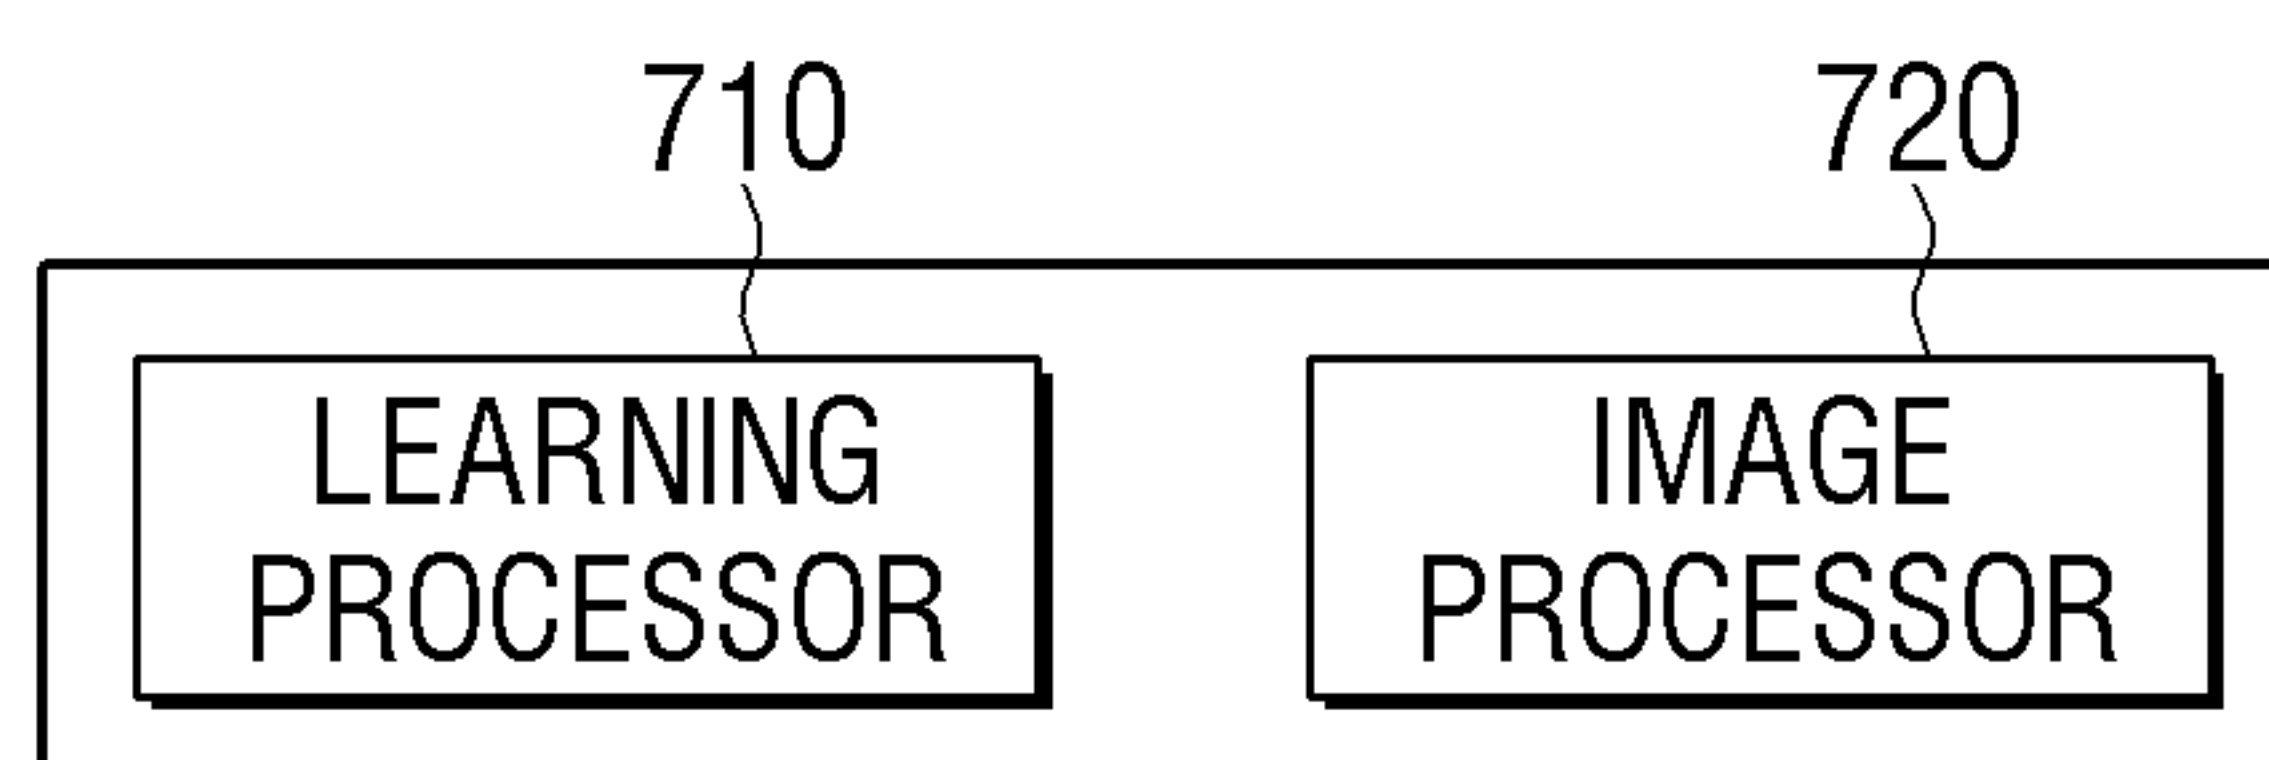 710
720
LEARNING
PROCESSOR
IMAGE
PROCESSOR